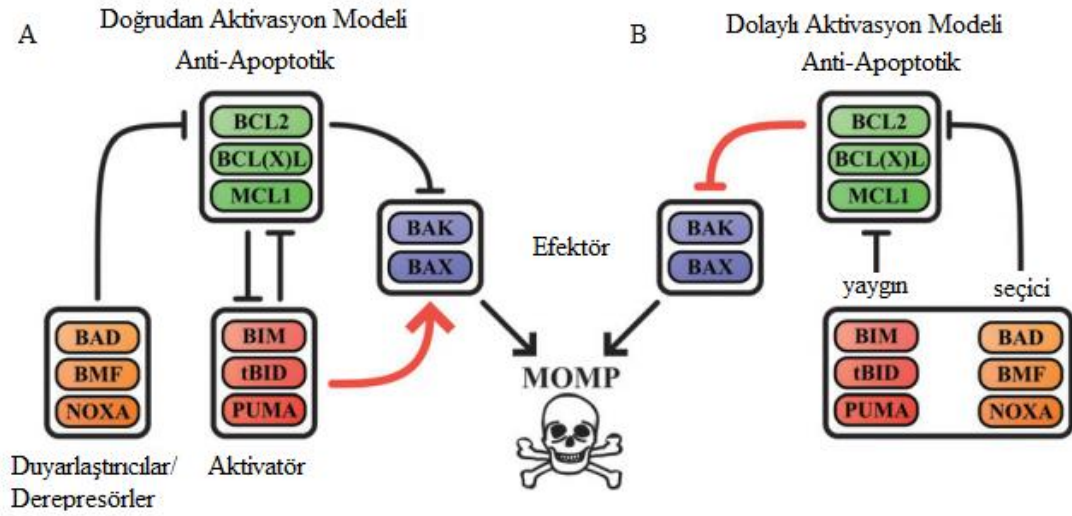 A
Doğrudan Aktivasyon Modeli
Anti-Apoptotik
BCL2
BCL(X)L
MCL1
BAK
BAX
BAD
BMF
NOXA
BIM
tBID
PUMA
Duyarlaştırıcılar/
Derepresörler
Aktivatör
Efektör
MOMP
B
Dolaylı Aktivasyon Modeli
Anti-Apoptotik
BCL2
BCL(X)L
MCL1
BAK
BAX
yaygın
seçici
BIM
tBID
PUMA
BAD
BMF
NOXA